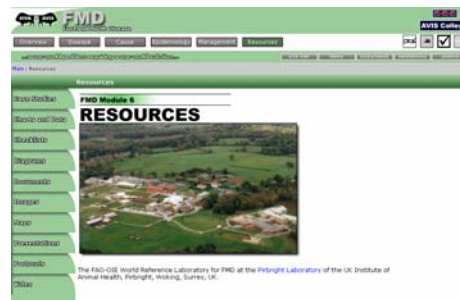 FMD
Foot and Mouth Disease
AVIS Colle
Overview
Disease
Cause
Epidemiology
Management
Resources
Main > Resources
Resources
Case Studies
Charts and Data
Checklists
Diagrams
Documents
Images
Maps
Presentations
Protocols
Video
FMD Module 6
RESOURCES
The FAO-OIE World Reference Laboratory for FMD at the Pirbright Laboratory of the UK Institute of
Animal Health, Pirbright, Woking, Surrey, UK.